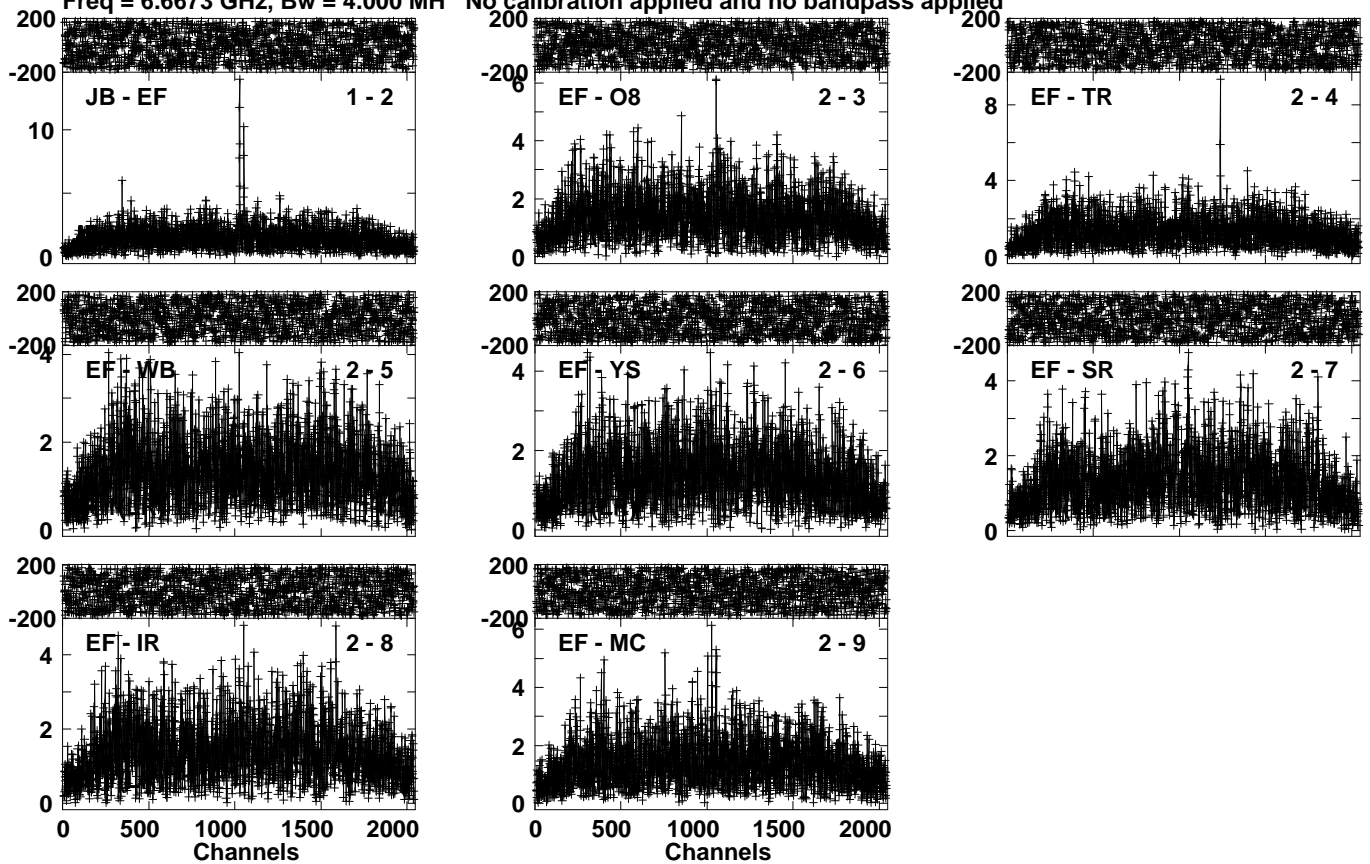 Freq = 6.6673 GHz, Bw = 4.000 MH No calibration applied and no bandpass applied
200 200 200
-200 -200 -200
JB - EF 1 - 2 6 EF - O8 2 - 3 EF - TR 2 - 4
10 4 8
2 4
0 0 0
200 200 200
-200 -200 -200
4 EF - WB 2 - 5 4 EF - YS 2 - 6 4 EF - SR 2 - 7
2 2 2
0 0 0
200 200
-200 -200
EF - IR 2 - 8 6 EF - MC 2 - 9
4 4
2 2
0 0
0 500 1000 1500 2000 0 500 1000 1500 2000
Channels Channels